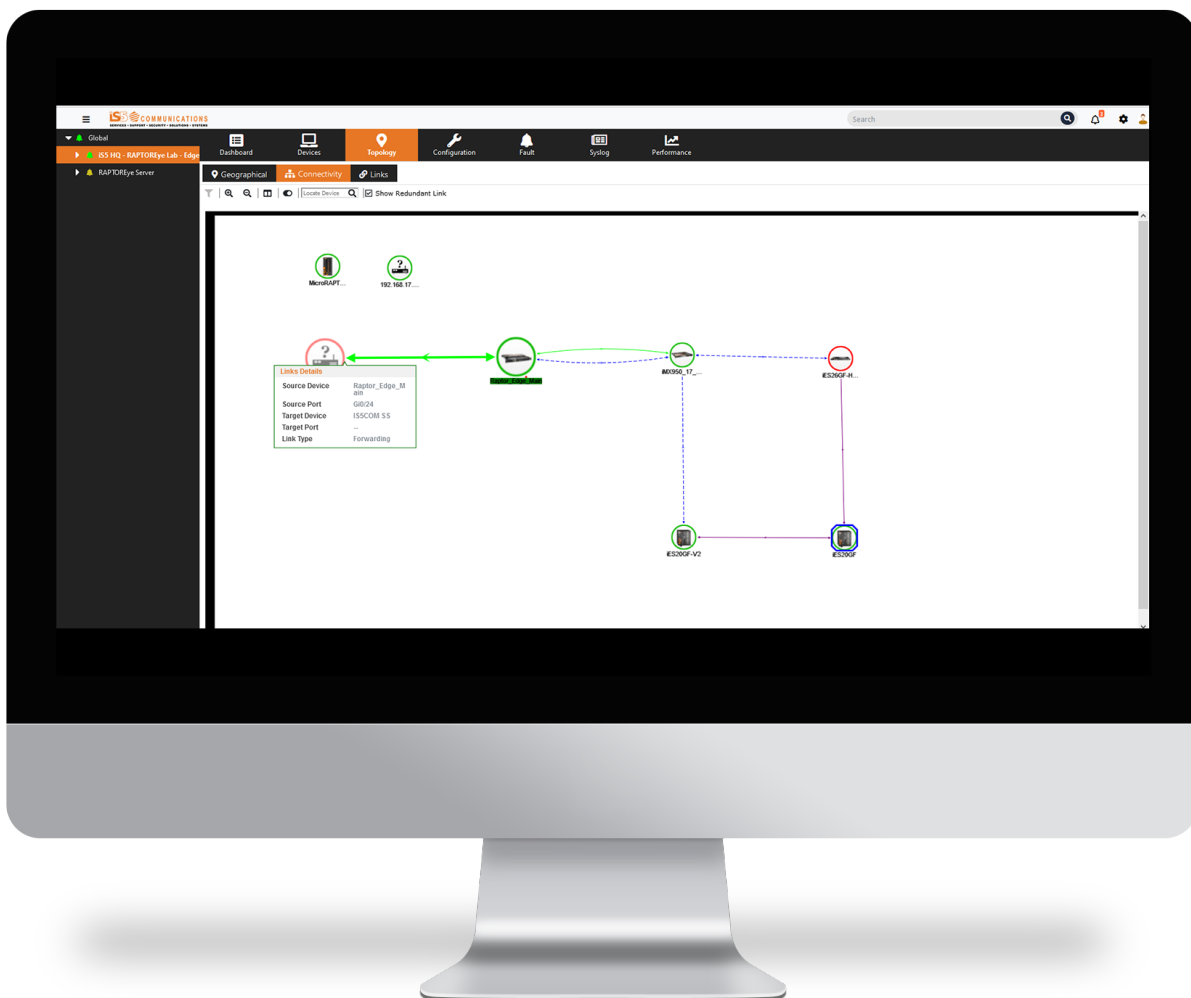 iS5 COMMUNICATIONS
SERVICES • SUPPORT • SECURITY • SOLUTIONS • SYSTEMS
Search
Global
IS5 HQ - RAPTOREye Lab - Edge
RAPTOREye Server
Dashboard
Devices
Topology
Configuration
Fault
Syslog
Performance
Geographical
Connectivity
Links
Locate Device
Show Redundant Link
MicroRAPT...
192.168.17....
Raptor_Edge_Main
iMX950_17_...
iES26GF-H...
Links Details
Source Device Raptor_Edge_M
ain
Source Port Gi0/24
Target Device IS5COM SS
Target Port ...
Link Type Forwarding
iES20GF-V2
iES20GF